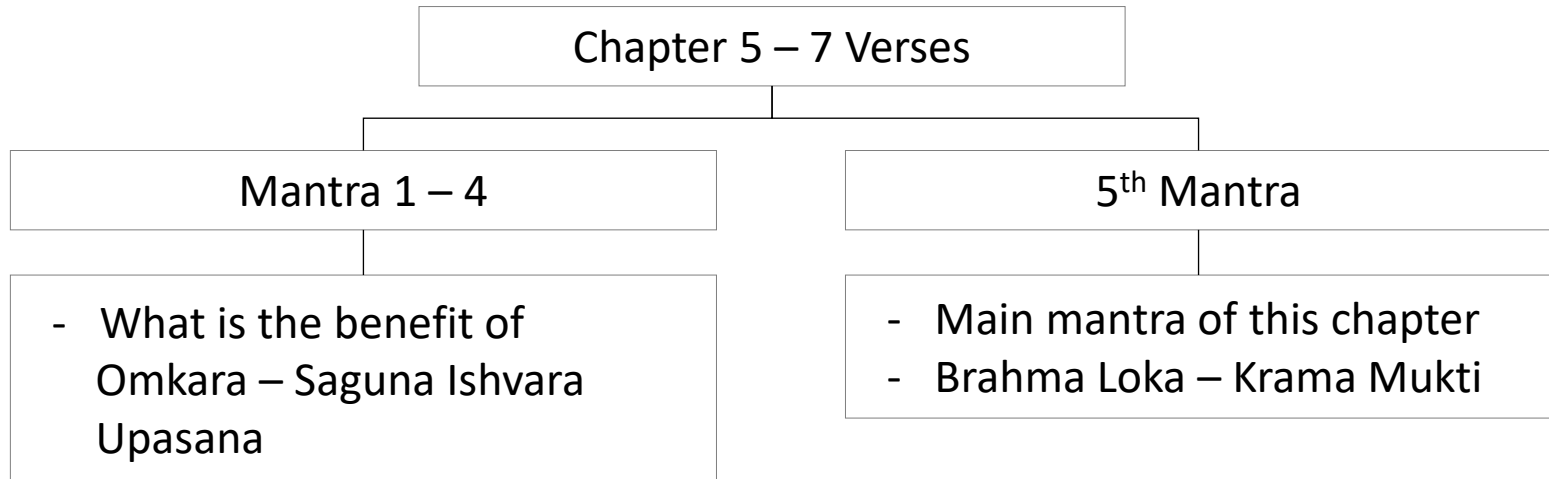 Chapter 5 – 7 Verses
Mantra 1 – 4
5th Mantra
- What is the benefit of
Omkara – Saguna Ishvara
Upasana
- Main mantra of this chapter
- Brahma Loka – Krama Mukti